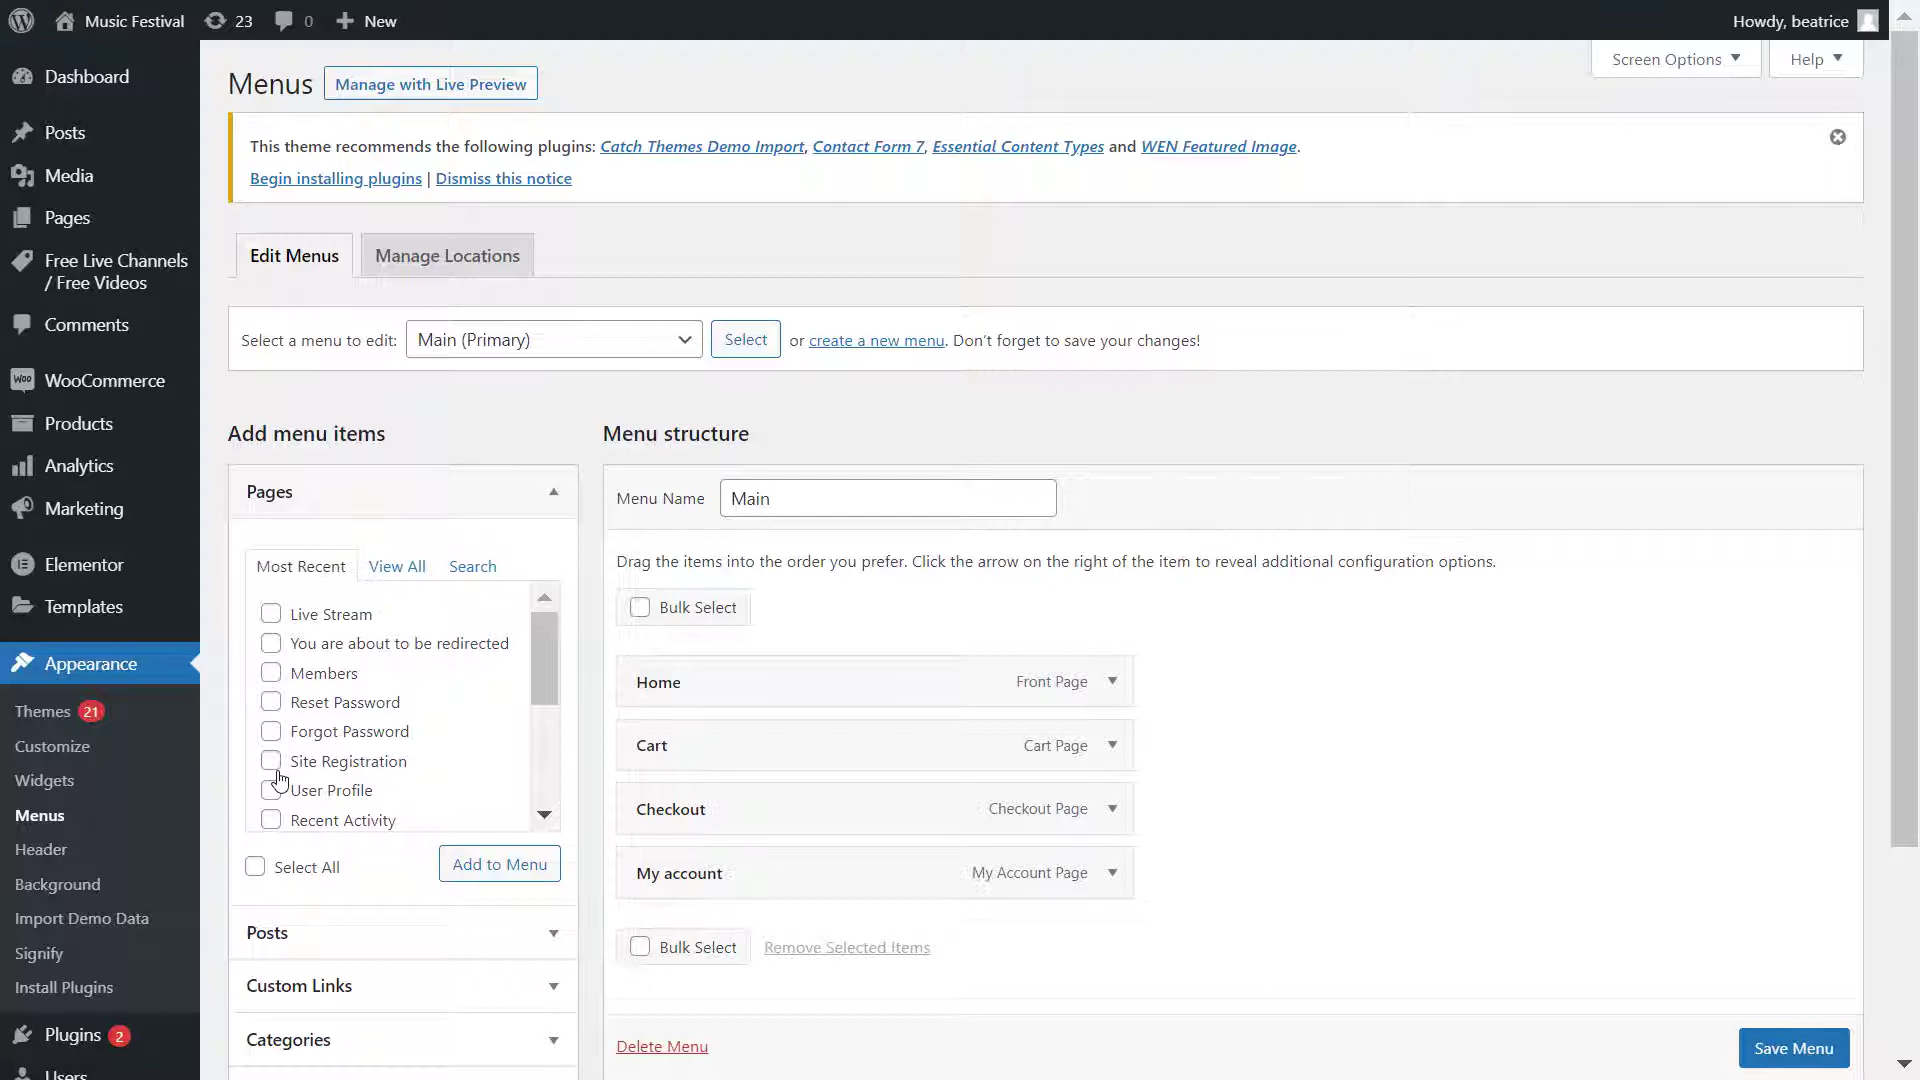 Music Festival 23 0 New Howdy, beatrice
Screen Options Help
Dashboard
Posts
Media
Pages
Free Live Channels
/ Free Videos
Comments
WooCommerce
Products
Analytics
Marketing
Elementor
Templates
Appearance
Themes 21
Customize
Widgets
Menus
Header
Background
Import Demo Data
Signify
Install Plugins
Plugins 2
Users
Menus Manage with Live Preview
This theme recommends the following plugins: Catch Themes Demo Import, Contact Form 7, Essential Content Types and WEN Featured Image.
Begin installing plugins | Dismiss this notice
Edit Menus Manage Locations
Select a menu to edit: Main (Primary) Select or create a new menu. Don't forget to save your changes!
Add menu items
Pages
Most Recent View All Search
Live Stream
You are about to be redirected
Members
Reset Password
Forgot Password
Site Registration
User Profile
Recent Activity
Select All Add to Menu
Posts
Custom Links
Categories
Menu structure
Menu Name Main
Drag the items into the order you prefer. Click the arrow on the right of the item to reveal additional configuration options.
Bulk Select
Home Front Page
Cart Cart Page
Checkout Checkout Page
My account My Account Page
Bulk Select Remove Selected Items
Delete Menu Save Menu